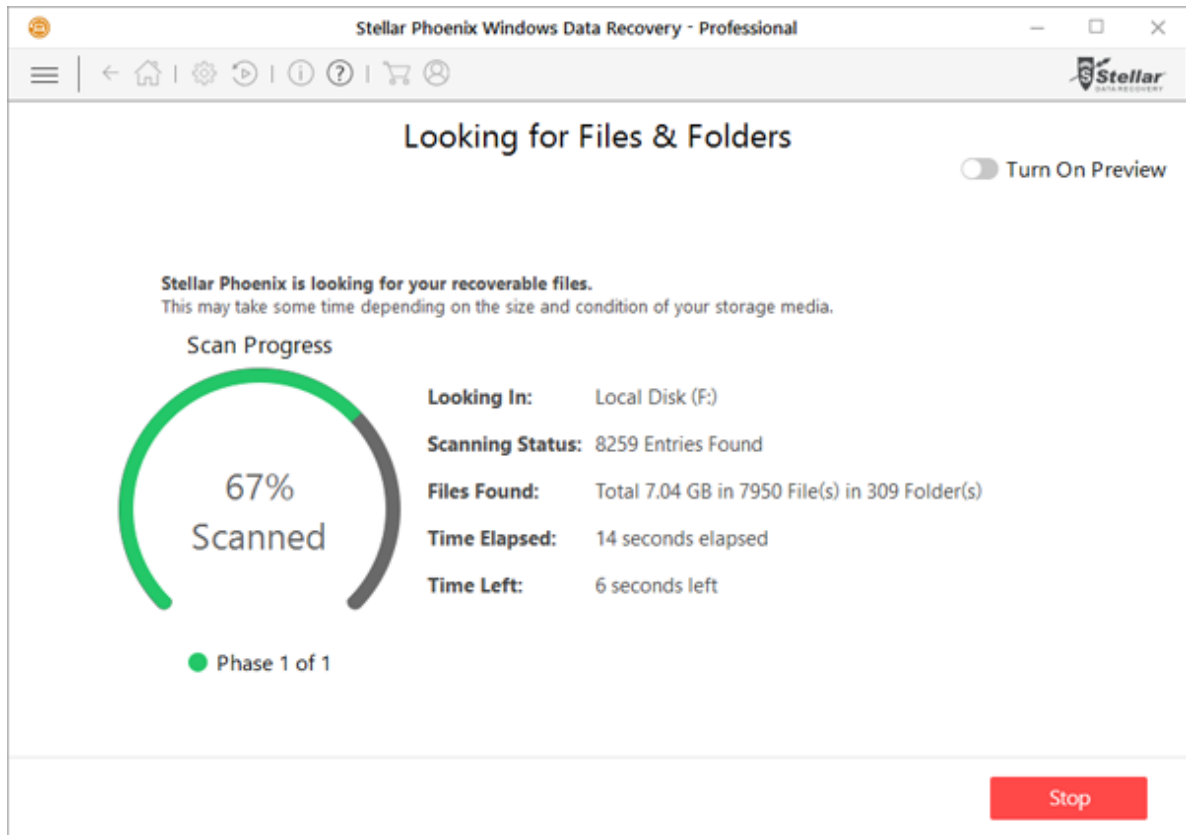 Stellar Phoenix Windows Data Recovery - Professional
Stellar
DATA RECOVERY
Looking for Files & Folders
Turn On Preview
Stellar Phoenix is looking for your recoverable files.
This may take some time depending on the size and condition of your storage media.
Scan Progress
67%
Scanned
Looking In: Local Disk (F:)
Scanning Status: 8259 Entries Found
Files Found: Total 7.04 GB in 7950 File(s) in 309 Folder(s)
Time Elapsed: 14 seconds elapsed
Time Left: 6 seconds left
Phase 1 of 1
Stop